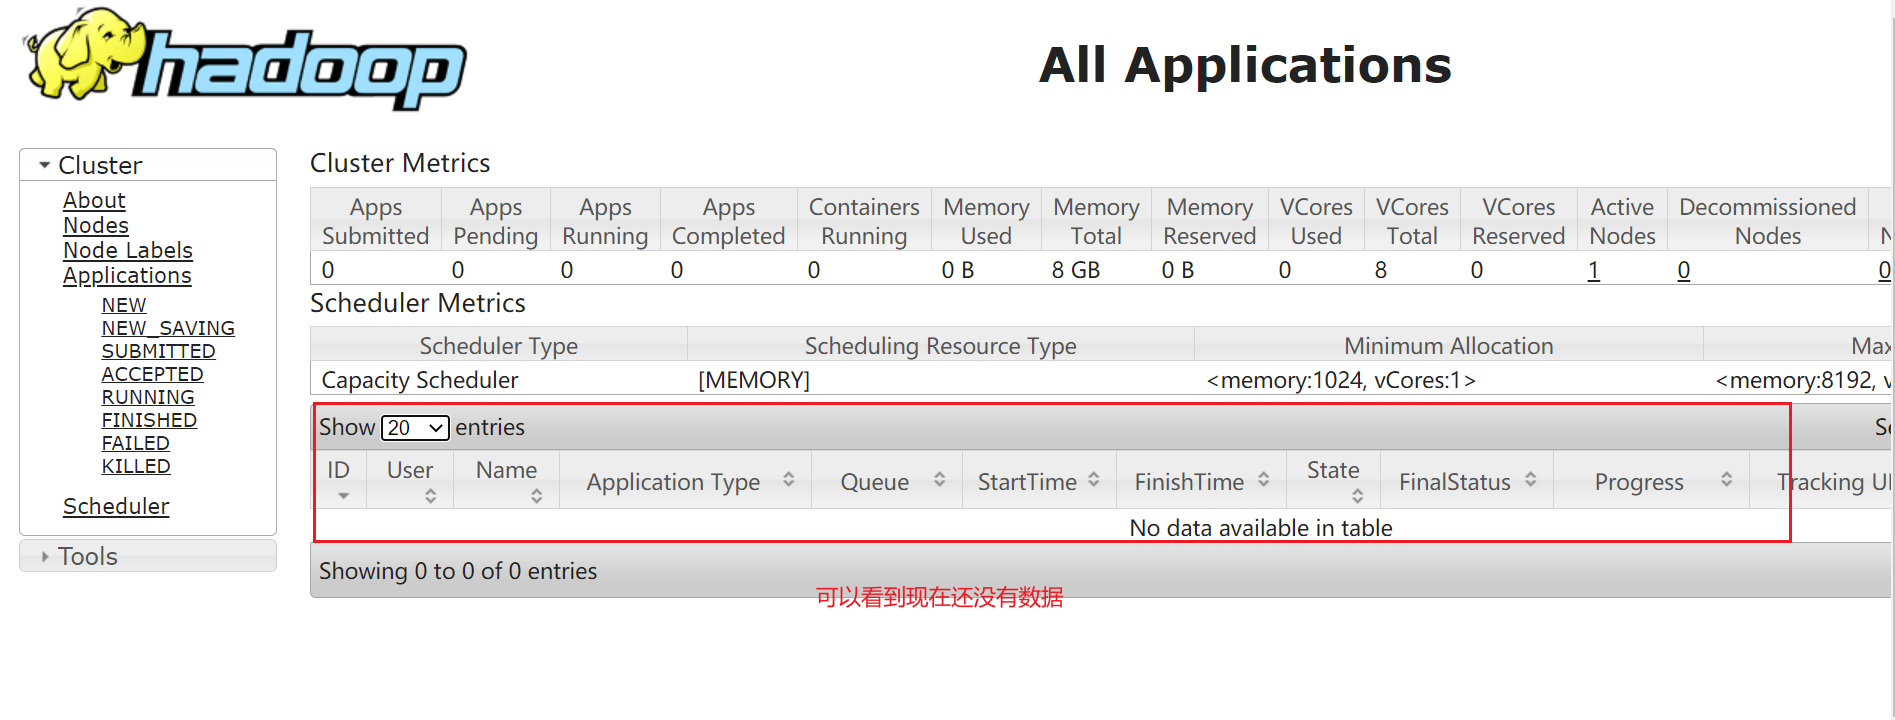 hadoop
All Applications
Cluster
About
Nodes
Node Labels
Applications
NEW
NEW_SAVING
SUBMITTED
ACCEPTED
RUNNING
FINISHED
FAILED
KILLED
Scheduler
Tools
Cluster Metrics
Apps Submitted Apps Pending Apps Running Apps Completed Containers Running Memory Used Memory Total Memory Reserved VCores Used VCores Total VCores Reserved Active Nodes Decommissioned Nodes
0 0 0 0 0 0 B 8 GB 0 B 0 8 0 1 0 0
Scheduler Metrics
Scheduler Type Scheduling Resource Type Minimum Allocation Max
Capacity Scheduler [MEMORY] <memory:1024, vCores:1> <memory:8192, v
Show 20 entries Se
ID User Name Application Type Queue StartTime FinishTime State FinalStatus Progress Tracking UI
No data available in table
Showing 0 to 0 of 0 entries
可以看到现在还没有数据